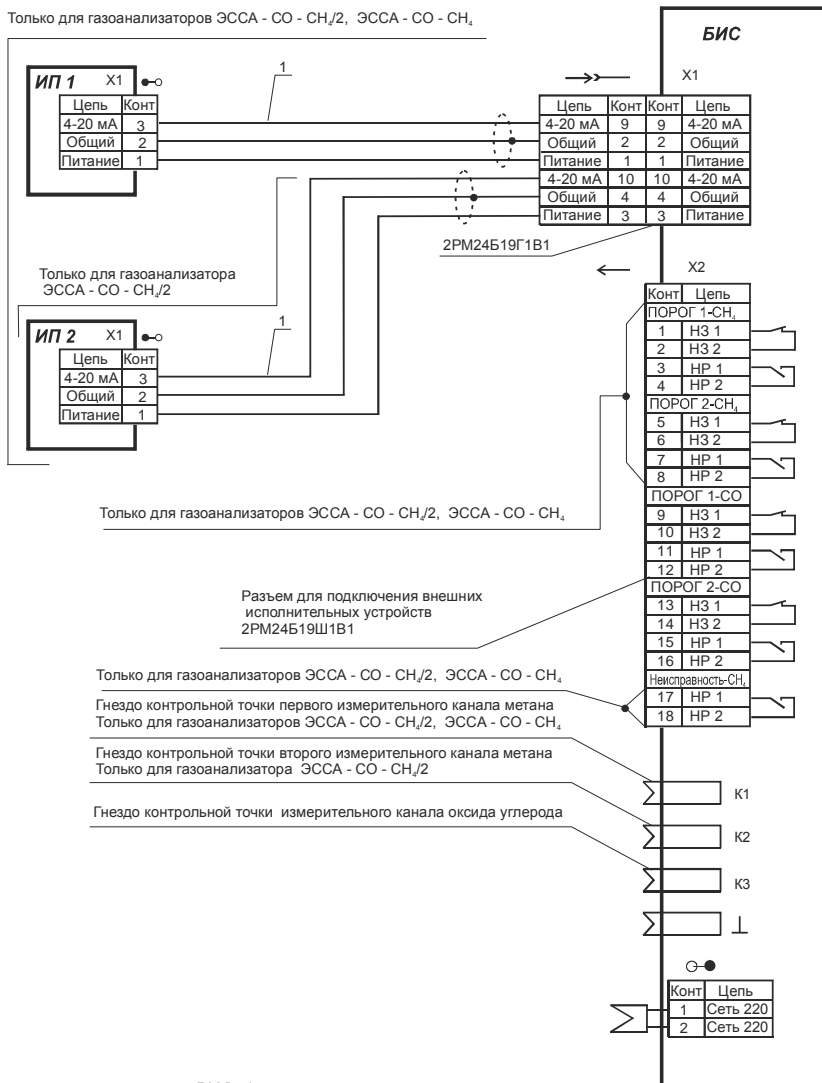 Только для газоанализаторов ЭССА - СО - СН₄/2, ЭССА - СО - СН₄
БИС
ИП 1 Х1
Цепь Конт
4-20 мА 3
Общий 2
Питание 1
1
Х1
Цепь Конт Конт Цепь
4-20 мА 9 9 4-20 мА
Общий 2 2 Общий
Питание 1 1 Питание
4-20 мА 10 10 4-20 мА
Общий 4 4 Общий
Питание 3 3 Питание
2РМ24Б19Г1В1
Только для газоанализатора
ЭССА - СО - СН₄/2
ИП 2 Х1
Цепь Конт
4-20 мА 3
Общий 2
Питание 1
1
Х2
Конт Цепь
ПОРОГ 1-СН₄
1 НЗ 1
2 НЗ 2
3 НР 1
4 НР 2
ПОРОГ 2-СН₄
5 НЗ 1
6 НЗ 2
7 НР 1
8 НР 2
ПОРОГ 1-СО
9 НЗ 1
10 НЗ 2
11 НР 1
12 НР 2
ПОРОГ 2-СО
13 НЗ 1
14 НЗ 2
15 НР 1
16 НР 2
Неисправность-СН₄
17 НР 1
18 НР 2
Только для газоанализаторов ЭССА - СО - СН₄/2, ЭССА - СО - СН₄
Разъем для подключения внешних
исполнительных устройств
2РМ24Б19Ш1В1
Только для газоанализаторов ЭССА - СО - СН₄/2, ЭССА - СО - СН₄
Гнездо контрольной точки первого измерительного канала метана
Только для газоанализаторов ЭССА - СО - СН₄/2, ЭССА - СО - СН₄
Гнездо контрольной точки второго измерительного канала метана
Только для газоанализатора ЭССА - СО - СН₄/2
Гнездо контрольной точки измерительного канала оксида углерода
К1
К2
К3
Конт Цепь
1 Сеть 220
2 Сеть 220